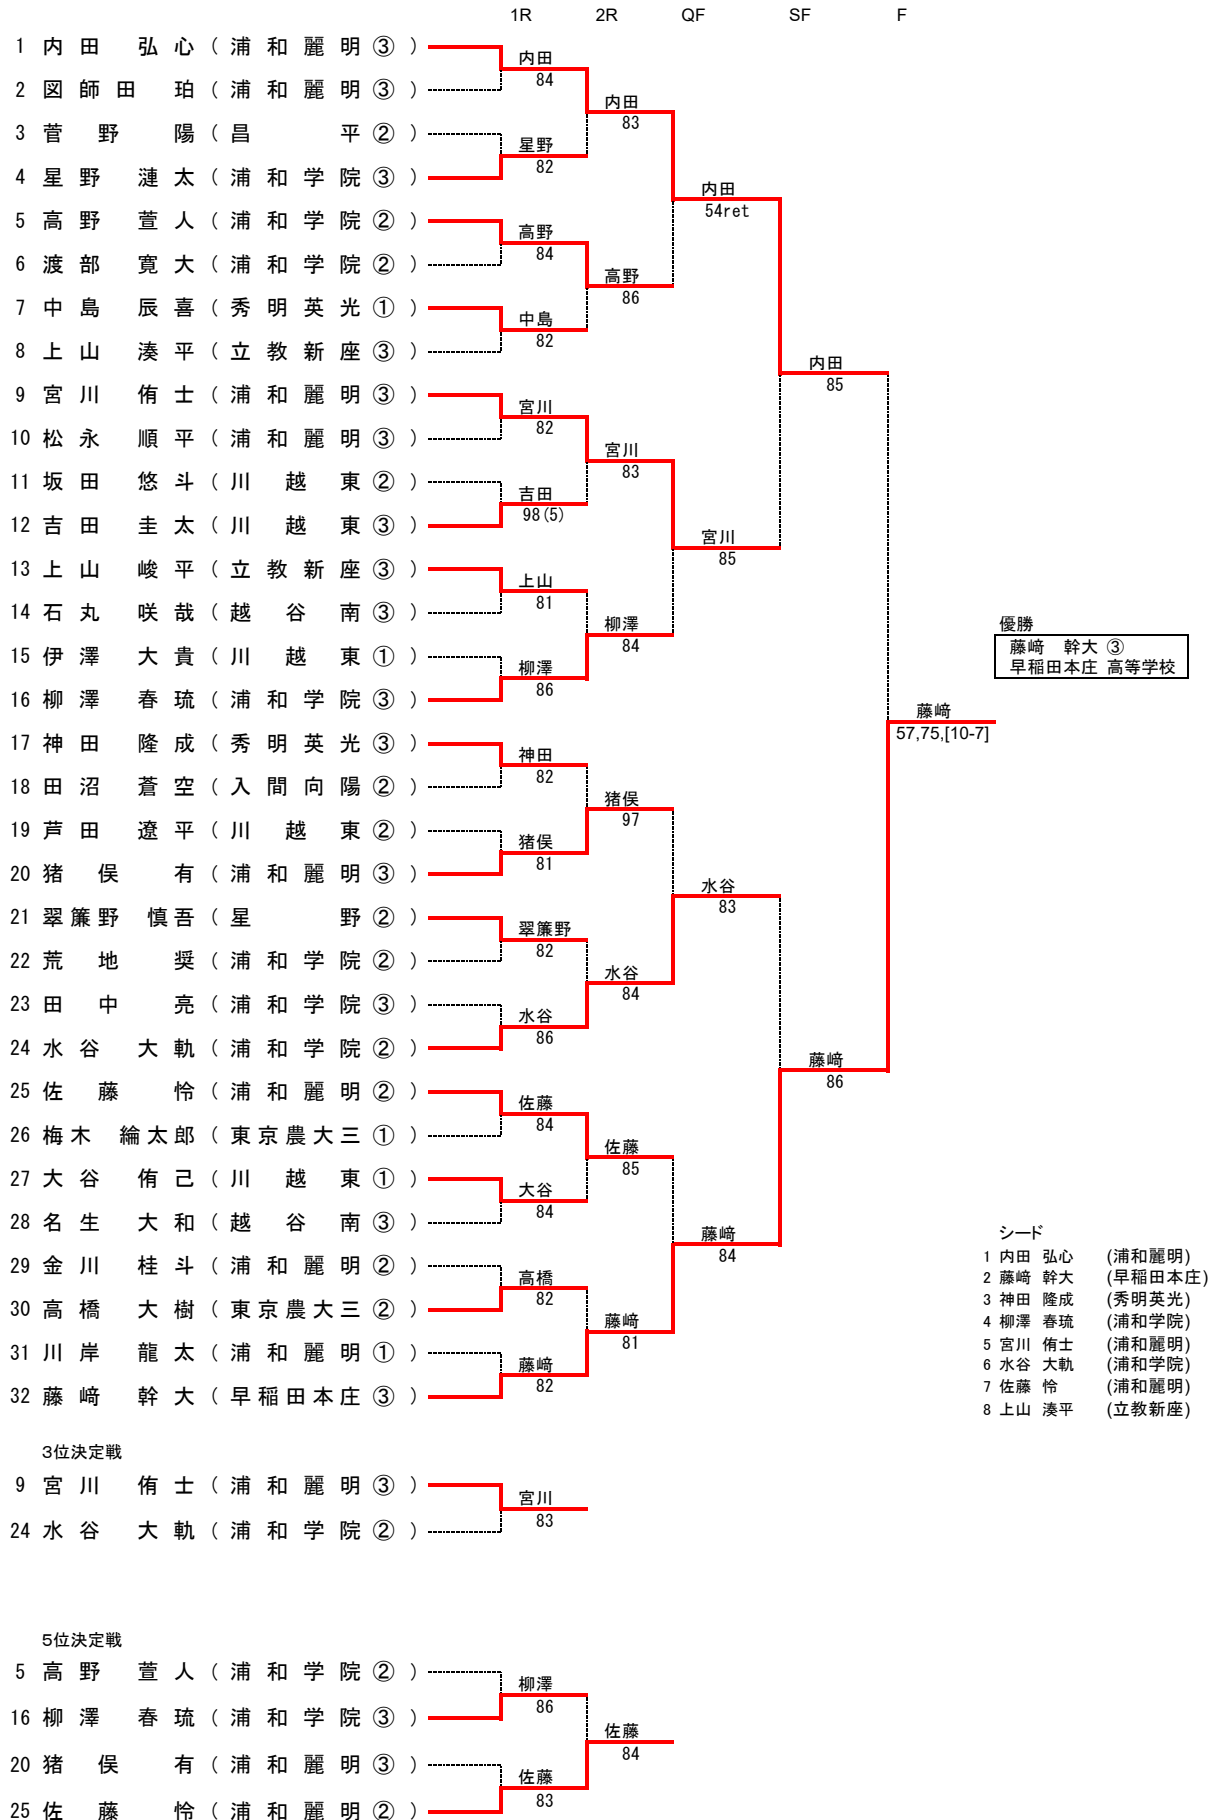 1R 2R QF SF F
1 内田 弘心 ( 浦和麗明 ③ )
内田
84
2 図師田 珀 ( 浦和麗明 ③ )
内田
83
3 菅野 陽 ( 昌平 ② )
星野
82
4 星野 漣太 ( 浦和学院 ③ )
内田
54ret
5 高野 萱人 ( 浦和学院 ② )
高野
84
6 渡部 寛大 ( 浦和学院 ② )
高野
86
7 中島 辰喜 ( 秀明英光 ① )
中島
82
8 上山 湊平 ( 立教新座 ③ )
内田
85
9 宮川 侑士 ( 浦和麗明 ③ )
宮川
82
10 松永 順平 ( 浦和麗明 ③ )
宮川
83
11 坂田 悠斗 ( 川越東 ② )
吉田
98(5)
12 吉田 圭太 ( 川越東 ③ )
宮川
85
13 上山 峻平 ( 立教新座 ③ )
上山
81
14 石丸 咲哉 ( 越谷南 ③ )
柳澤
84
15 伊澤 大貴 ( 川越東 ① )
柳澤
86
16 柳澤 春琉 ( 浦和学院 ③ )
優勝
藤﨑 幹大 ③
早稲田本庄 高等学校
藤﨑
57,75,[10-7]
17 神田 隆成 ( 秀明英光 ③ )
神田
82
18 田沼 蒼空 ( 入間向陽 ② )
猪俣
97
19 芦田 遼平 ( 川越東 ② )
猪俣
81
20 猪俣 有 ( 浦和麗明 ③ )
水谷
83
21 翠簾野 慎吾 ( 星野 ② )
翠簾野
82
22 荒地 奨 ( 浦和学院 ② )
水谷
84
23 田中 亮 ( 浦和学院 ③ )
水谷
86
24 水谷 大軌 ( 浦和学院 ② )
藤﨑
86
25 佐藤 怜 ( 浦和麗明 ② )
佐藤
84
26 梅木 綸太郎 ( 東京農大三 ① )
佐藤
85
27 大谷 侑己 ( 川越東 ① )
大谷
84
28 名生 大和 ( 越谷南 ③ )
藤﨑
84
29 金川 桂斗 ( 浦和麗明 ② )
高橋
82
30 高橋 大樹 ( 東京農大三 ② )
藤﨑
81
31 川岸 龍太 ( 浦和麗明 ① )
藤﨑
82
32 藤﨑 幹大 ( 早稲田本庄 ③ )
シード
1 内田 弘心 (浦和麗明)
2 藤﨑 幹大 (早稲田本庄)
3 神田 隆成 (秀明英光)
4 柳澤 春琉 (浦和学院)
5 宮川 侑士 (浦和麗明)
6 水谷 大軌 (浦和学院)
7 佐藤 怜 (浦和麗明)
8 上山 湊平 (立教新座)
3位決定戦
9 宮川 侑士 ( 浦和麗明 ③ )
宮川
83
24 水谷 大軌 ( 浦和学院 ② )
5位決定戦
5 高野 萱人 ( 浦和学院 ② )
柳澤
86
16 柳澤 春琉 ( 浦和学院 ③ )
佐藤
84
20 猪俣 有 ( 浦和麗明 ③ )
佐藤
83
25 佐藤 怜 ( 浦和麗明 ② )